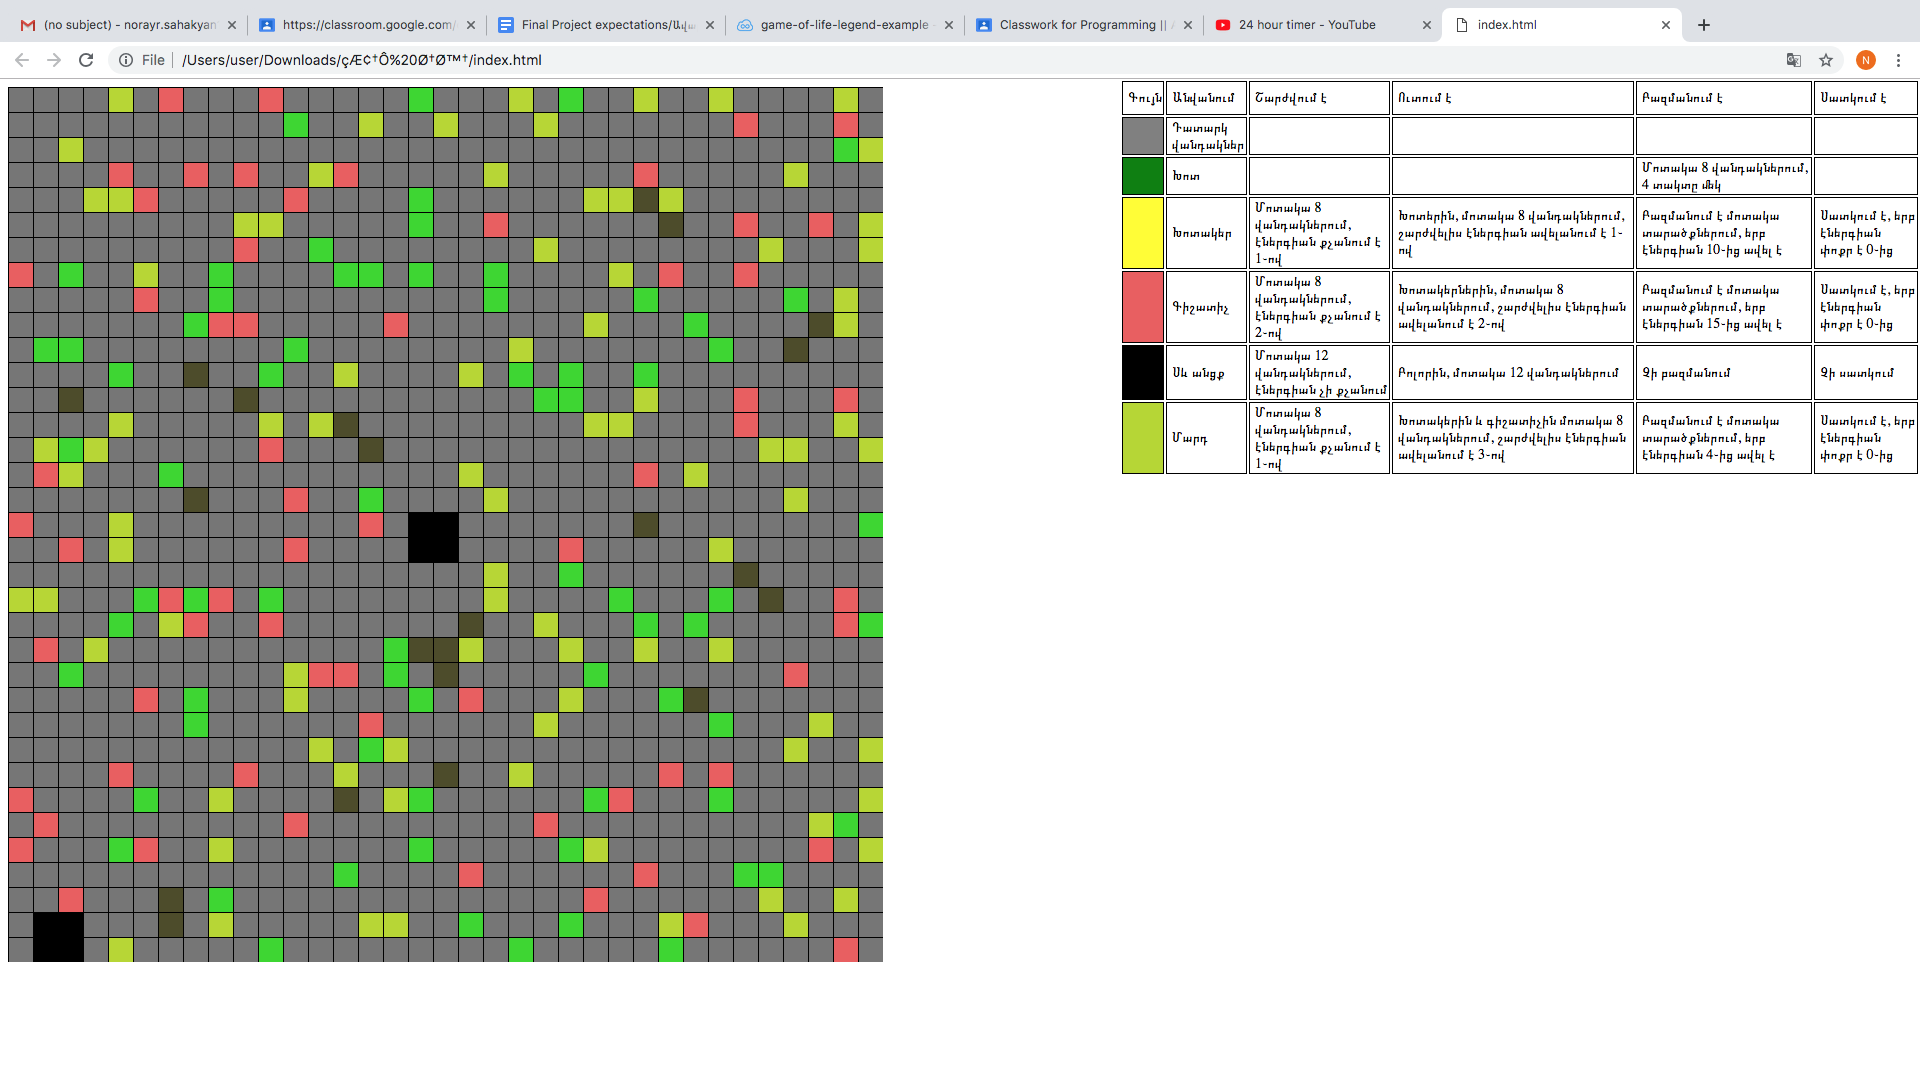 (no subject) - norayr.sahakyan
https://classroom.google.com/
Final Project expectations/Ավա
game-of-life-legend-example -
Classwork for Programming || A
24 hour timer - YouTube
index.html
File
/Users/user/Downloads/çÆ¢†Ô%20Ø†Ø™†/index.html
N
Գույն
Անվանում
Շարժվում է
Ուտում է
Բազմանում է
Սատկում է
Դատարկ
վանդակներ
Խոտ
Մոտակա 8 վանդակներում,
4 տակտը մեկ
Խոտակեր
Մոտակա 8
վանդակներում,
էներգիան քչանում է
1-ով
Խոտերին, մոտակա 8 վանդակներում,
շարժվելիս էներգիան ավելանում է 1-
ով
Բազմանում է մոտակա
տարածքներում, երբ
էներգիան 10-ից ավել է
Սատկում է, երբ
էներգիան
փոքր է 0-ից
Գիշատիչ
Մոտակա 8
վանդակներում,
էներգիան քչանում է
2-ով
Խոտակերներին, մոտակա 8
վանդակներում, շարժվելիս էներգիան
ավելանում է 2-ով
Բազմանում է մոտակա
տարածքներում, երբ
էներգիան 15-ից ավել է
Սատկում է, երբ
էներգիան
փոքր է 0-ից
Սև անցք
Մոտակա 12
վանդակներում,
էներգիան չի քչանում
Բոլորին, մոտակա 12 վանդակներում
Չի բազմանում
Չի սատկում
Մարդ
Մոտակա 8
վանդակներում,
էներգիան քչանում է
1-ով
Խոտակերին և գիշատիչին մոտակա 8
վանդակներում, շարժվելիս էներգիան
ավելանում է 3-ով
Բազմանում է մոտակա
տարածքներում, երբ
էներգիան 4-ից ավել է
Սատկում է, երբ
էներգիան
փոքր է 0-ից